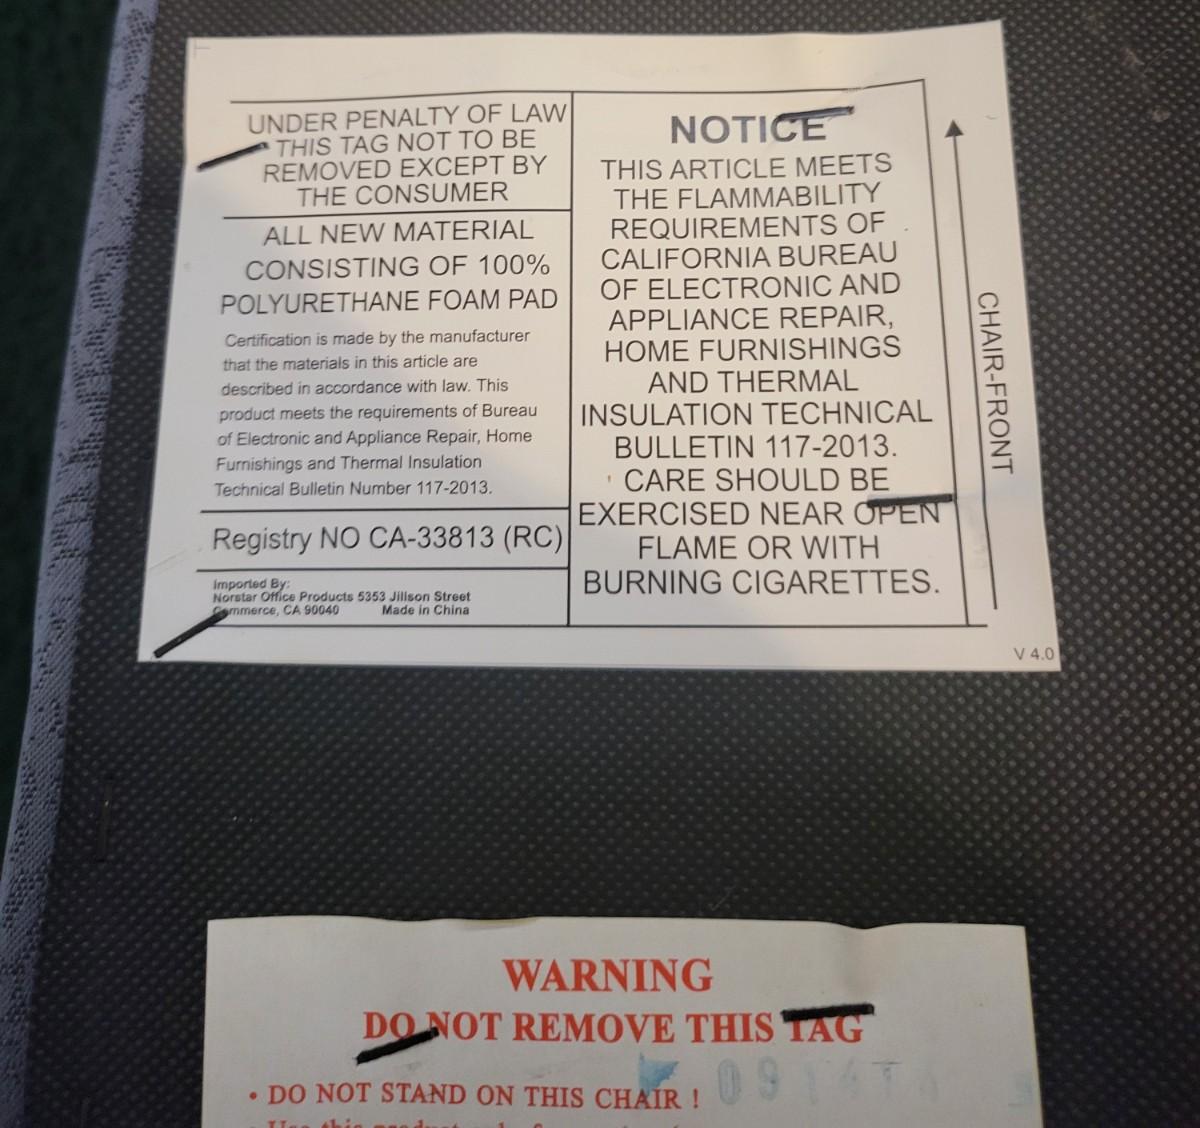 UNDER PENALTY OF LAW
THIS TAG NOT TO BE
REMOVED EXCEPT BY
THE CONSUMER
ALL NEW MATERIAL
CONSISTING OF 100%
POLYURETHANE FOAM PAD
Certification is made by the manufacturer
that the materials in this article are
described in accordance with law. This
product meets the requirements of Bureau
of Electronic and Appliance Repair, Home
Furnishings and Thermal Insulation
Technical Bulletin Number 117-2013.
Registry NO CA-33813 (RC)
Imported By:
Norstar Office Products 5353 Jillson Street
Commerce, CA 90040 Made in China
NOTICE
THIS ARTICLE MEETS
THE FLAMMABILITY
REQUIREMENTS OF
CALIFORNIA BUREAU
OF ELECTRONIC AND
APPLIANCE REPAIR,
HOME FURNISHINGS
AND THERMAL
INSULATION TECHNICAL
BULLETIN 117-2013.
CARE SHOULD BE
EXERCISED NEAR OPEN
FLAME OR WITH
BURNING CIGARETTES.
CHAIR-FRONT
V 4.0
WARNING
DO NOT REMOVE THIS TAG
• DO NOT STAND ON THIS CHAIR !
• Use this product only